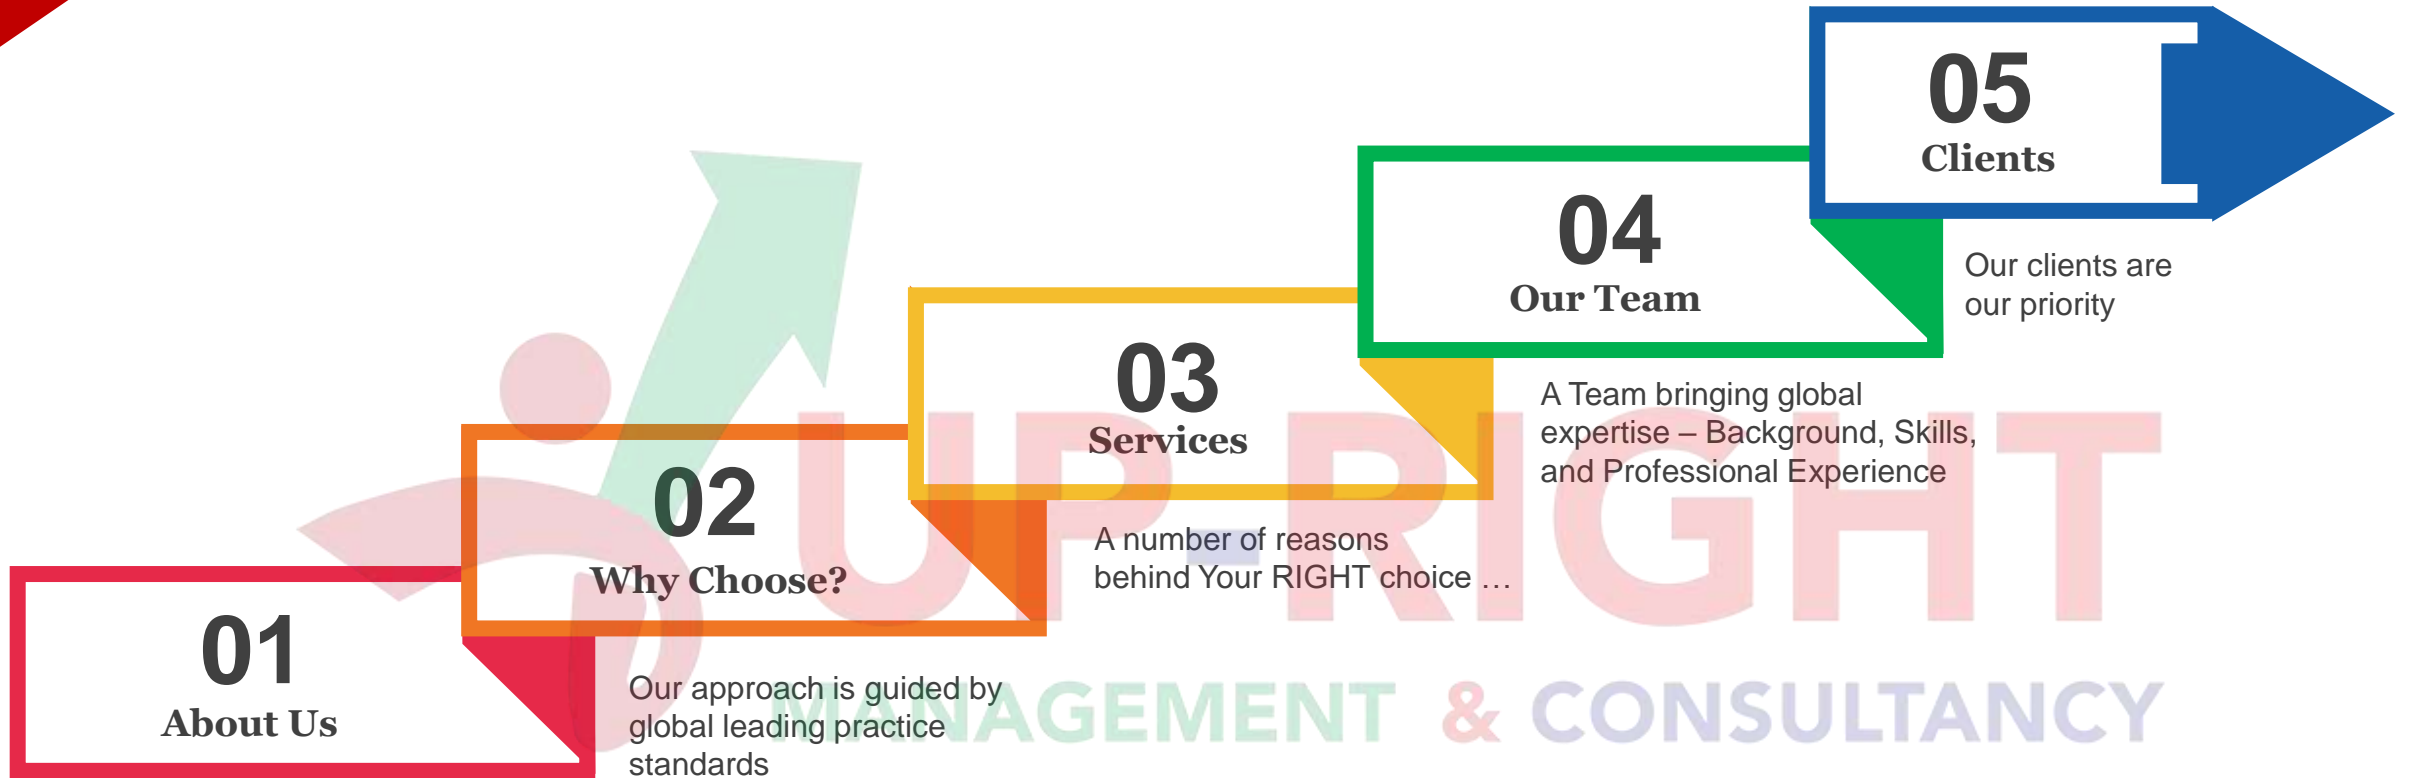 01
About Us
Our approach is guided by
global leading practice
standards
02
Why Choose?
A number of reasons
behind Your RIGHT choice …
03
Services
A Team bringing global
expertise – Background, Skills,
and Professional Experience
04
Our Team
Our clients are
our priority
05
Clients
UP-RIGHT
MANAGEMENT & CONSULTANCY